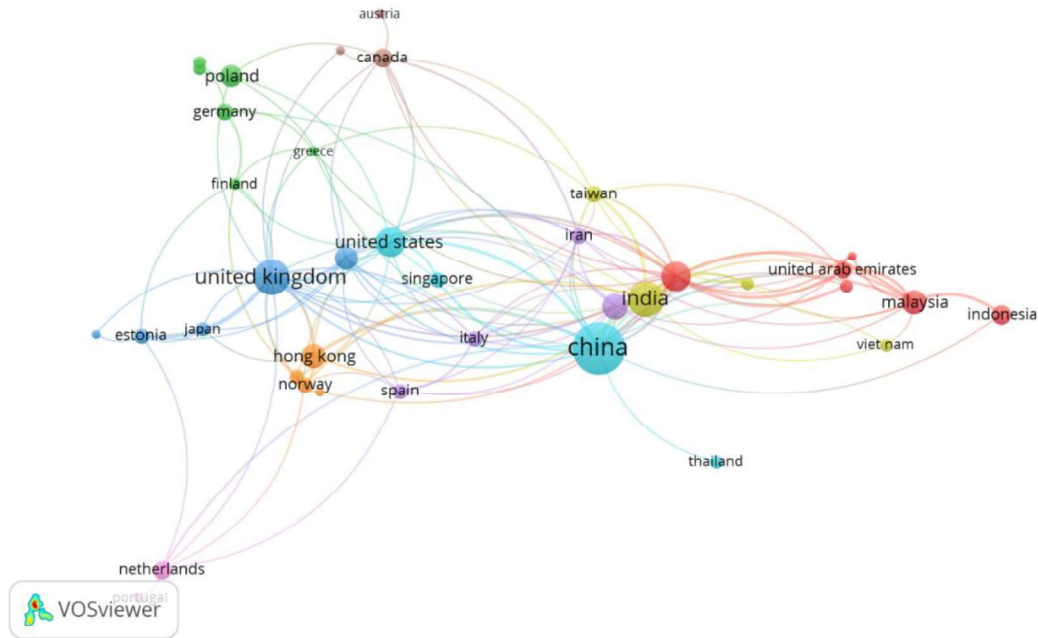 austria
canada
poland
germany
greece
finland
taiwan
iran
united states
united arab emirates
united kingdom
singapore
india
malaysia
indonesia
estonia
japan
italy
china
viet nam
hong kong
norway
spain
thailand
netherlands
portugal
VOSviewer